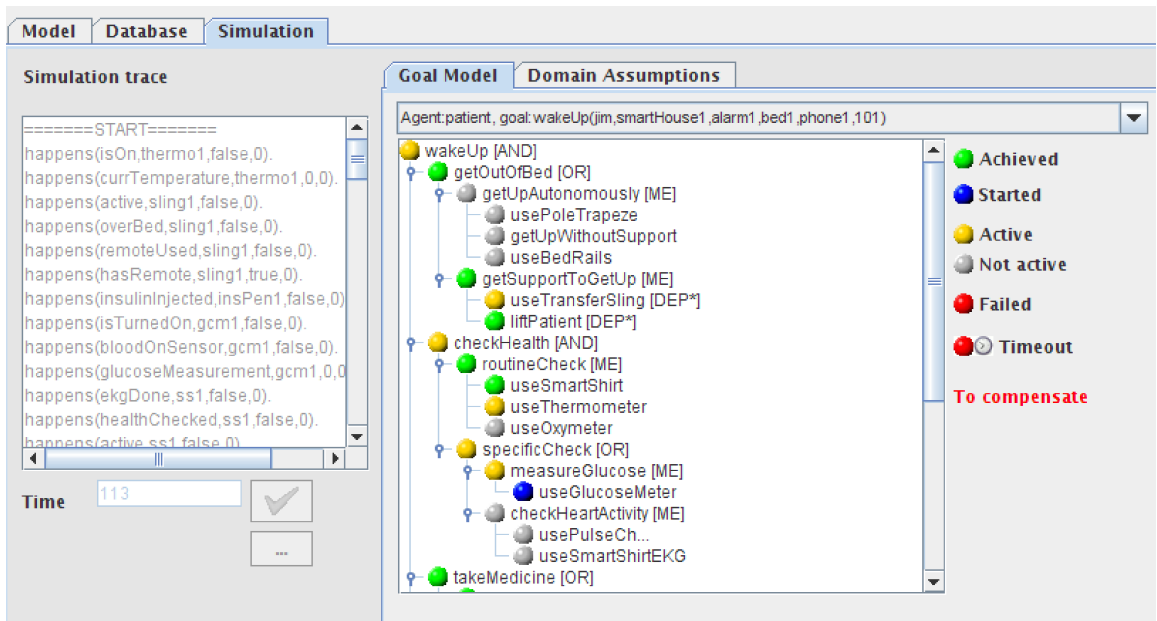 Model Database Simulation
Simulation trace
=======START=======
happens(isOn,thermo1,false,0).
happens(currTemperature,thermo1,0,0).
happens(active,sling1,false,0).
happens(overBed,sling1,false,0).
happens(remoteUsed,sling1,false,0).
happens(hasRemote,sling1,true,0).
happens(insulinInjected,insPen1,false,0)
happens(isTurnedOn,gcm1,false,0).
happens(bloodOnSensor,gcm1,false,0).
happens(glucoseMeasurement,gcm1,0,0
happens(ekgDone,ss1,false,0).
happens(healthChecked,ss1,false,0).
happens(active,ss1,false,0)
Time 113
...
Goal Model Domain Assumptions
Agent:patient, goal:wakeUp(jim,smartHouse1,alarm1,bed1,phone1,101)
wakeUp [AND]
getOutOfBed [OR]
getUpAutonomously [ME]
usePoleTrapeze
getUpWithoutSupport
useBedRails
getSupportToGetUp [ME]
useTransferSling [DEP*]
liftPatient [DEP*]
checkHealth [AND]
routineCheck [ME]
useSmartShirt
useThermometer
useOxymeter
specificCheck [OR]
measureGlucose [ME]
useGlucoseMeter
checkHeartActivity [ME]
usePulseCh...
useSmartShirtEKG
takeMedicine [OR]
Achieved
Started
Active
Not active
Failed
Timeout
To compensate